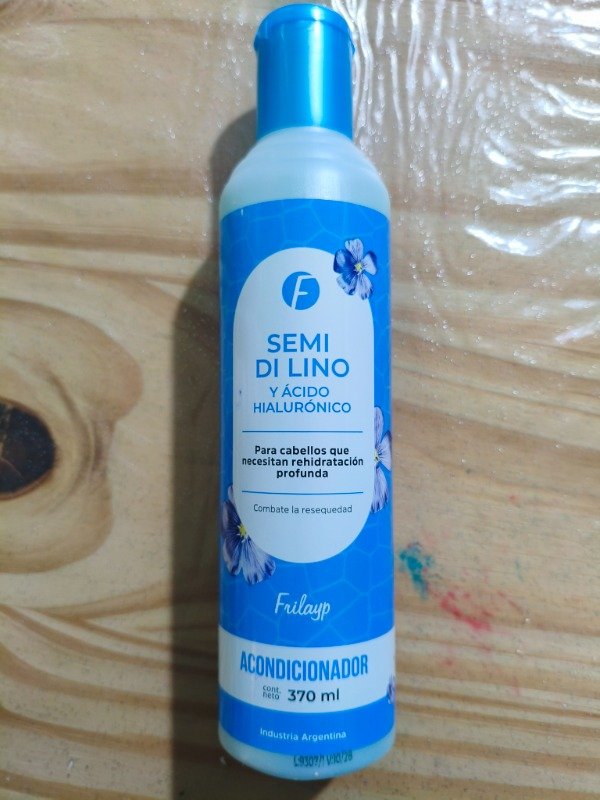 F
SEMI
DI LINO
Y ÁCIDO
HIALURÓNICO
Para cabellos que
necesitan rehidratación
profunda
Combate la resequedad
Frilayp
ACONDICIONADOR
cont.
neto 370 ml
Industria Argentina